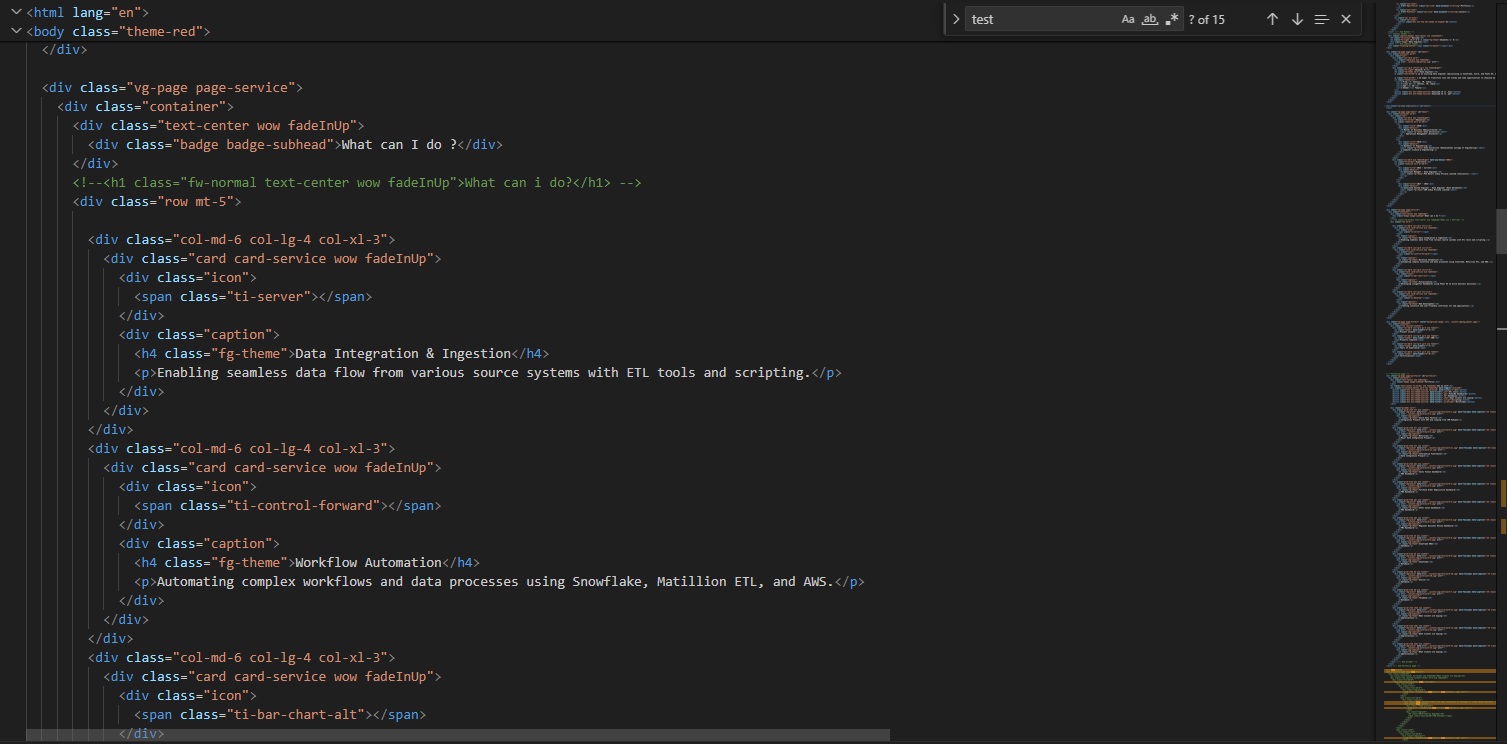 <html lang="en">
<body class="theme-red">
test
Aa ab .* ? of 15
</div>
<div class="vg-page page-service">
<div class="container">
<div class="text-center wow fadeInUp">
<div class="badge badge-subhead">What can I do ?</div>
</div>
<!--<h1 class="fw-normal text-center wow fadeInUp">What can i do?</h1> -->
<div class="row mt-5">
<div class="col-md-6 col-lg-4 col-xl-3">
<div class="card card-service wow fadeInUp">
<div class="icon">
<span class="ti-server"></span>
</div>
<div class="caption">
<h4 class="fg-theme">Data Integration & Ingestion</h4>
<p>Enabling seamless data flow from various source systems with ETL tools and scripting.</p>
</div>
</div>
</div>
<div class="col-md-6 col-lg-4 col-xl-3">
<div class="card card-service wow fadeInUp">
<div class="icon">
<span class="ti-control-forward"></span>
</div>
<div class="caption">
<h4 class="fg-theme">Workflow Automation</h4>
<p>Automating complex workflows and data processes using Snowflake, Matillion ETL, and AWS.</p>
</div>
</div>
</div>
<div class="col-md-6 col-lg-4 col-xl-3">
<div class="card card-service wow fadeInUp">
<div class="icon">
<span class="ti-bar-chart-alt"></span>
</div>